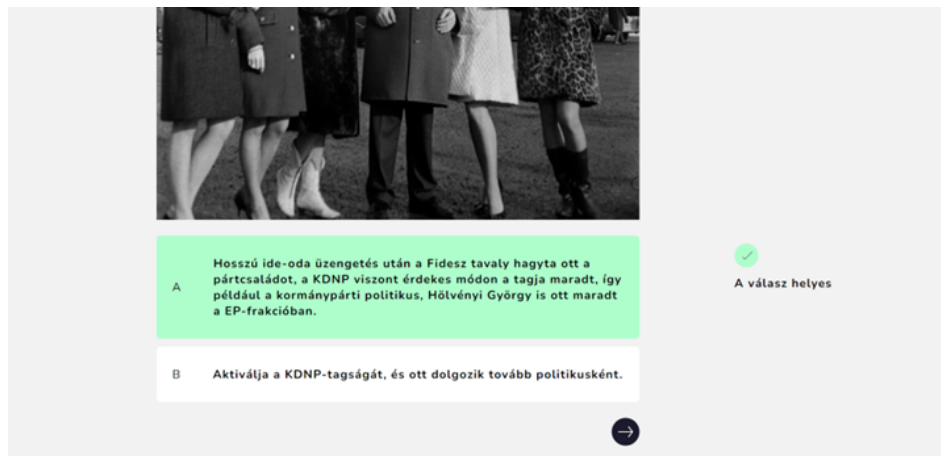 A
Hosszú ide-oda üzengetés után a Fidesz tavaly hagyta ott a
pártcsaládot, a KDNP viszont érdekes módon a tagja maradt, így
például a kormánypárti politikus, Hölvényi György is ott maradt
a EP-frakcióban.
A válasz helyes
B
Aktiválja a KDNP-tagságát, és ott dolgozik tovább politikusként.